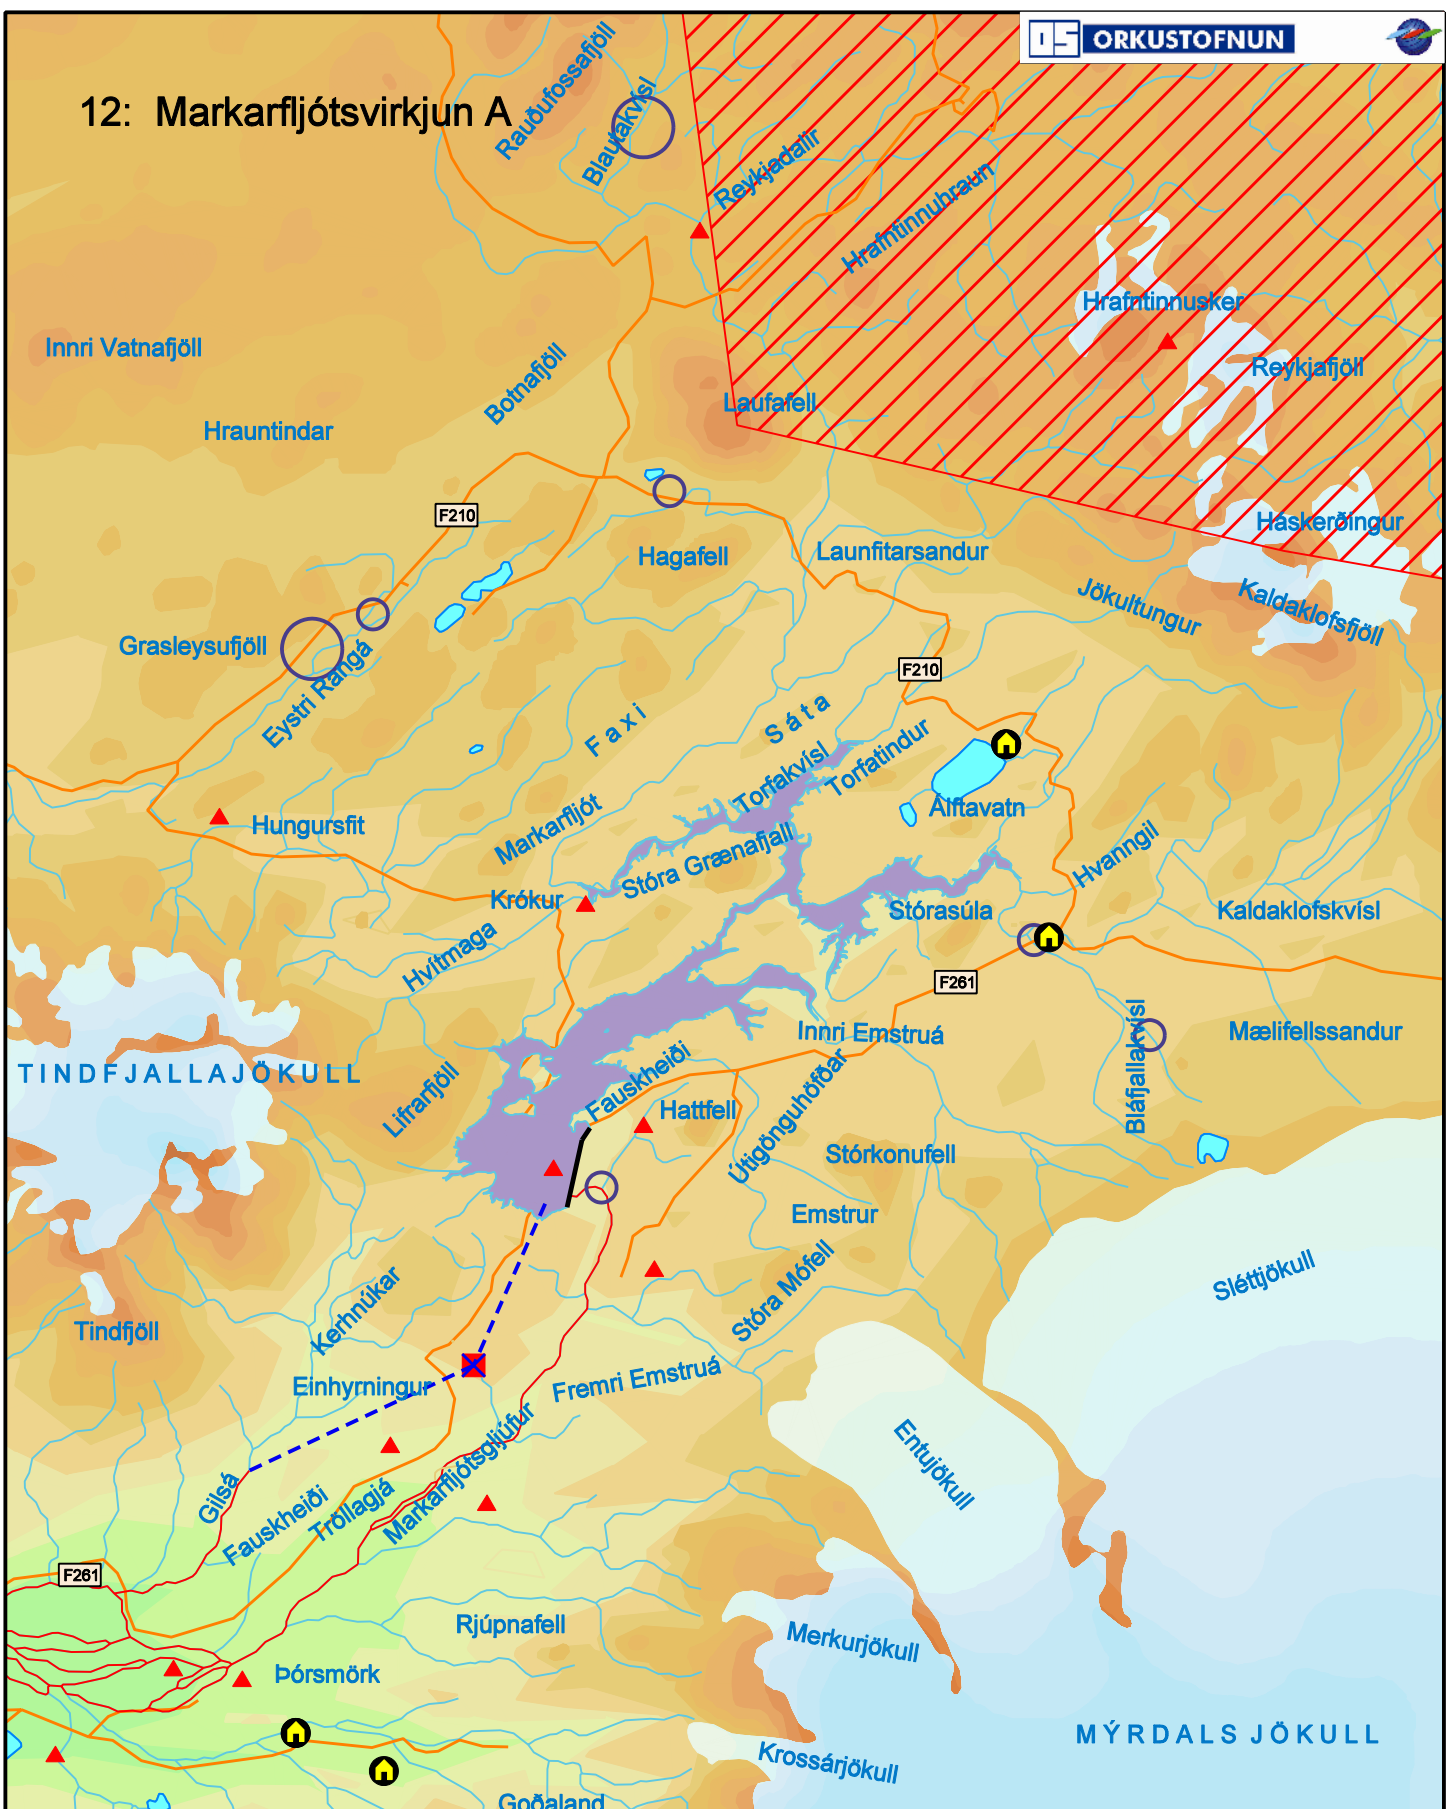 OS ORKUSTOFNUN
12: Markarfljótsvirkjun A
Rauðufossafjöll
Blautakvísl
Reykjadalir
Hrafntinnuhraun
Hrafntinnusker
Innri Vatnafjöll
Reykjafjöll
Botnafjöll
Laufafell
Hrauntindar
F210
Háskerðingur
Hagafell
Launfitarsandur
Jökultungur
Kaldaklofsfjöll
Grasleysufjöll
Eystri Rangá
F210
Faxi
Sáta
Torfakvísl
Torfatindur
Álftavatn
Hungursfit
Markarfljót
Stóra Grænafjall
Hvanngil
Krókur
Stórasúla
Kaldaklofskvísl
Hvítmaga
F261
Innri Emstruá
Bláfjallakvísl
Mælifellssandur
TINDFJALLAJÖKULL
Lifrarfjöll
Fauskheiði
Hattfell
Útigönguhöfðar
Stórkonufell
Emstrur
Stóra Mófell
Sléttjökull
Kerhnúkar
Tindfjöll
Einhyrningur
Fremri Emstruá
Markarfljótsgljúfur
Entujökull
Gilsá
Fauskheiði
Tröllagjá
F261
Rjúpnafell
Merkurjökull
Þórsmörk
MÝRDALSJÖKULL
Krossárjökull
Goðaland